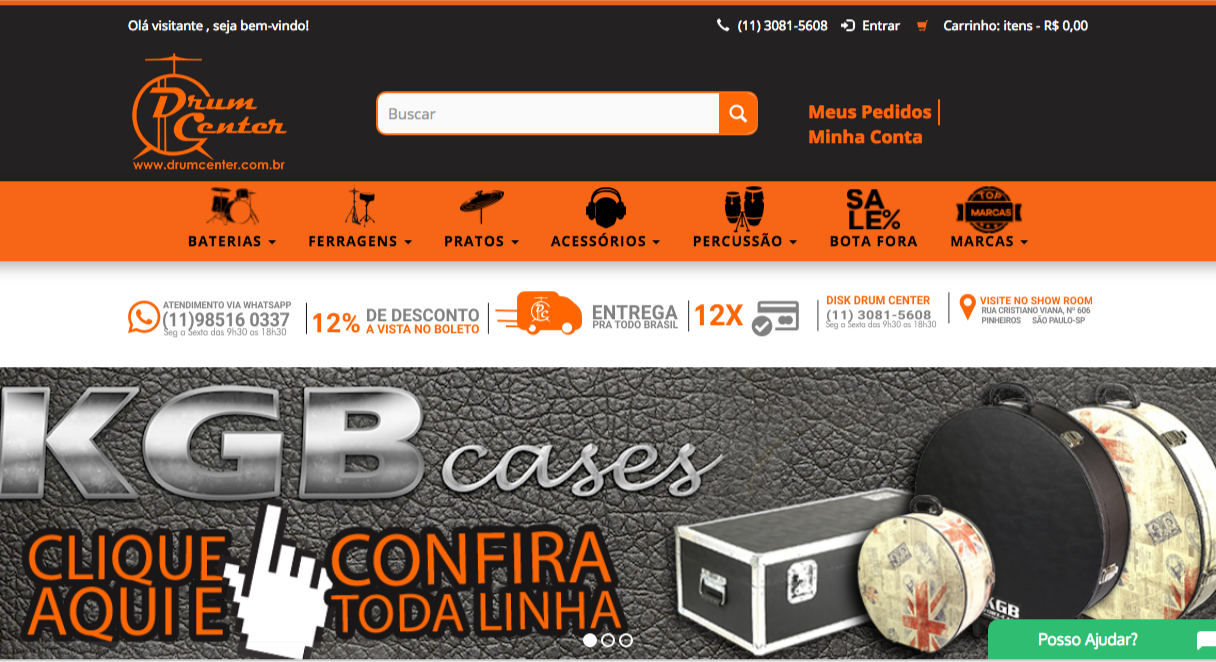 Olá visitante , seja bem-vindo!
(11) 3081-5608 Entrar Carrinho: itens - R$ 0,00
Drum
Center
www.drumcenter.com.br
Buscar
Meus Pedidos |
Minha Conta
BATERIAS
FERRAGENS
PRATOS
ACESSÓRIOS
PERCUSSÃO
SA
LE%
BOTA FORA
TOP
MARCAS
MARCAS
ATENDIMENTO VIA WHATSAPP
(11)98516 0337
Seg a Sexta das 9h30 as 18h30
12% DE DESCONTO
A VISTA NO BOLETO
ENTREGA
PRA TODO BRASIL
12X
DISK DRUM CENTER
(11) 3081-5608
Seg a Sexta das 9h30 as 18h30
VISITE NO SHOW ROOM
RUA CRISTIANO VIANA, Nº 606
PINHEIROS SÃO PAULO-SP
KGB cases
CLIQUE
AQUI E
CONFIRA
TODA LINHA
KGB
Posso Ajudar?